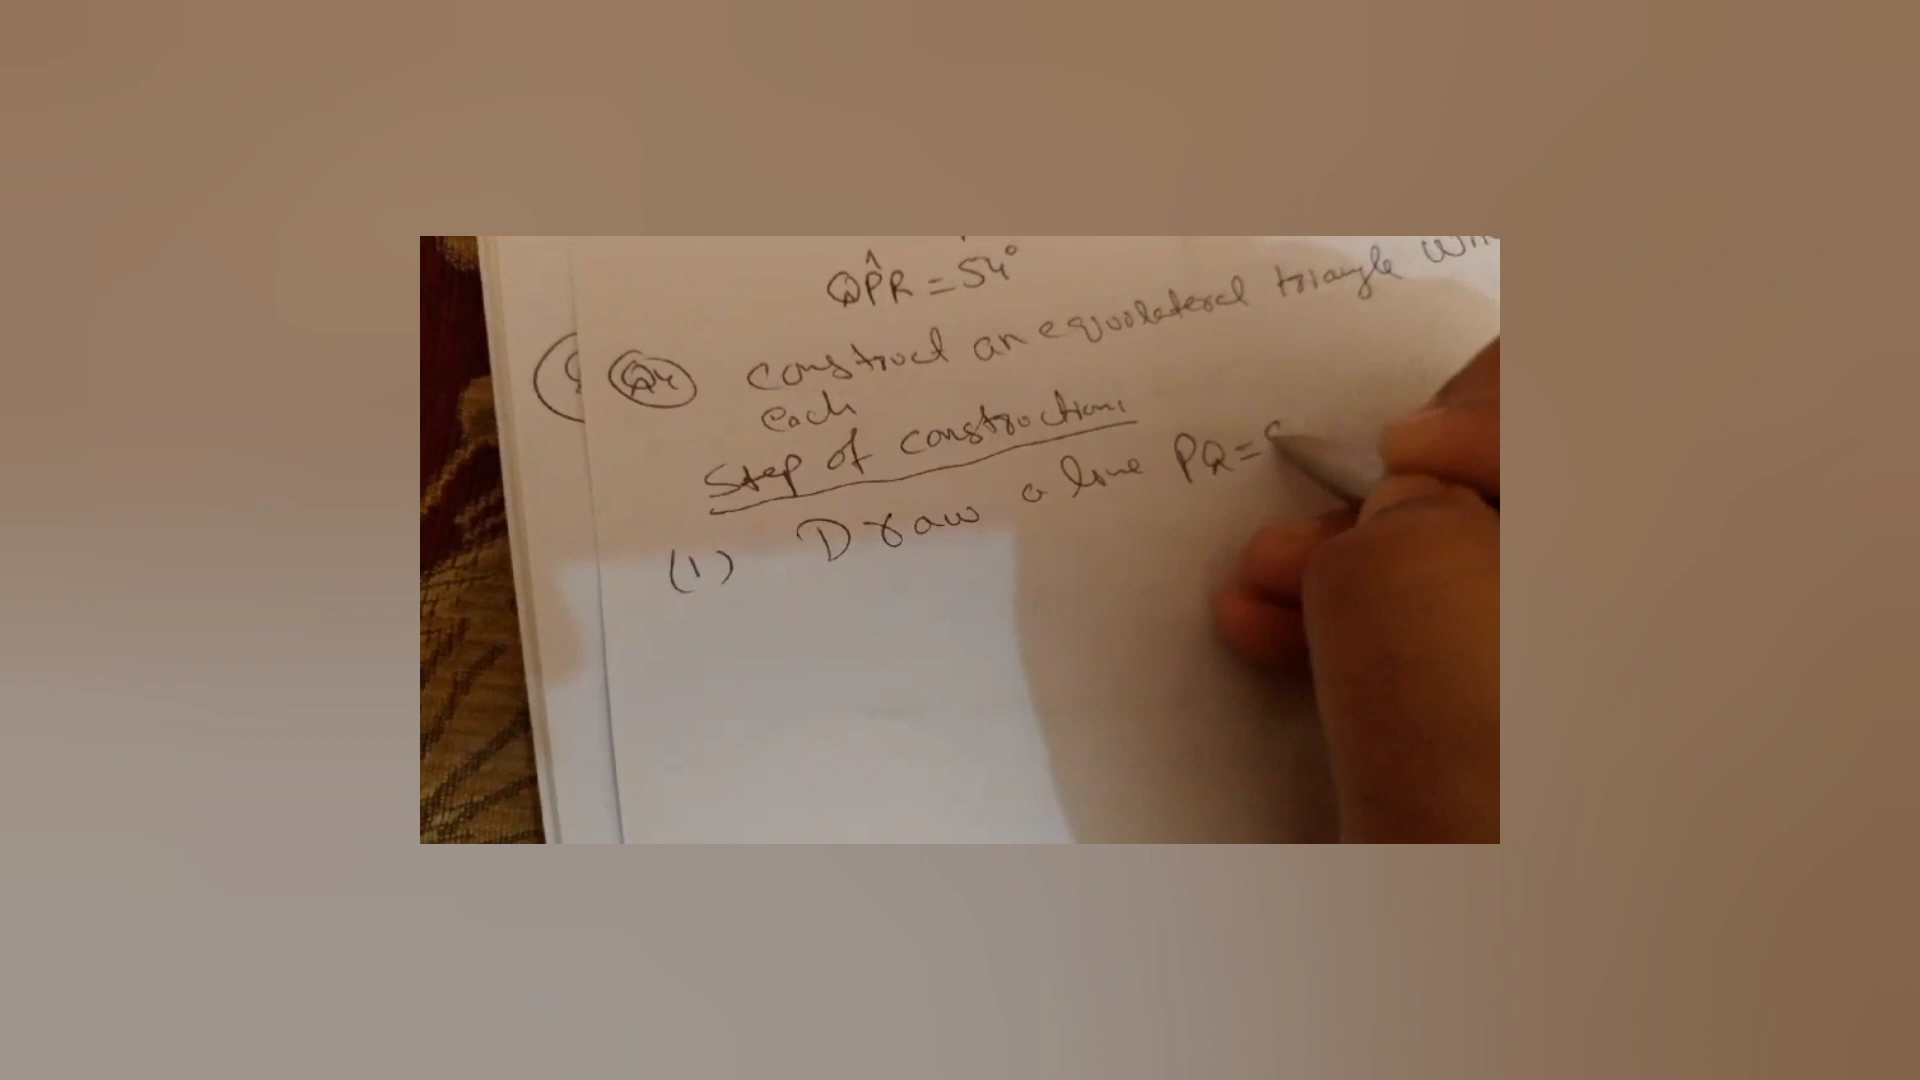 QP̂R = 54°
Q4 construct an equilateral triangle
each
Step of construction:
(1) Draw a line PQ =